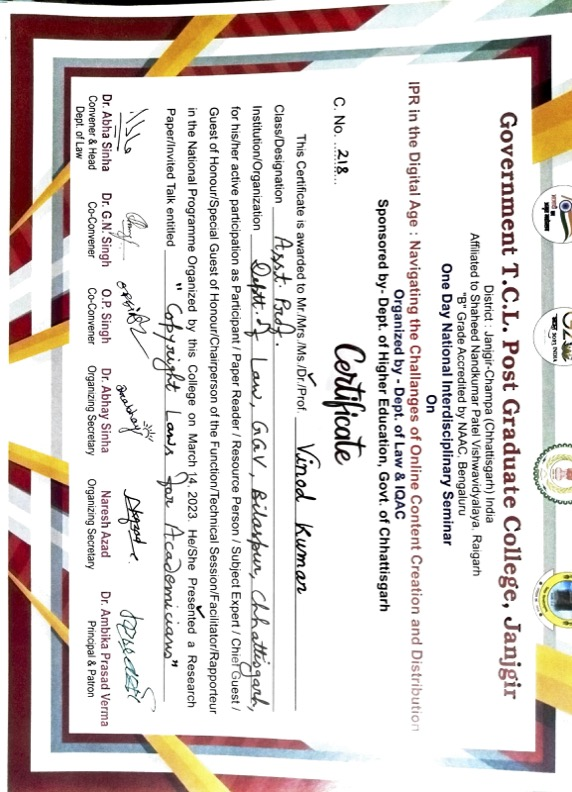 Government T.C.L. Post Graduate College, Janjgir
District : Janjgir-Champa (Chhattisgarh) India
Affiliated to Shaheed Nandkumar Patel Vishwavidyalaya, Raigarh
"B" Grade Accredited by NAAC, Bengaluru
One Day National Interdisciplinary Seminar
On
IPR in the Digital Age : Navigating the Challanges of Online Content Creation and Distribution
Organized by - Dept. of Law & IQAC
Sponsored by- Dept. of Higher Education, Govt. of Chhattisgarh
Certificate
C. No. 218
This Certificate is awarded to Mr./Mrs./Ms./Dr./Prof. Vinod Kumar
Class/Designation Asst. Prof.
Institution/Organization Deptt. of Law, GGV, Bilaspur, Chhattisgarh,
for his/her active participation as Participant / Paper Reader / Resource Person / Subject Expert / Chief Guest /
Guest of Honour/Special Guest of Honour/Chairperson of the Function/Technical Session/Facilitator/Rapporteur
in the National Programme Organized by this College on March 14, 2023. He/She Presented a Research
Paper/Invited Talk entitled "Copyright Laws for Academicians"
Dr. Abha Sinha
Convener & Head
Dept. of Law
Dr. G.N. Singh
Co-Convener
O.P. Singh
Co-Convener
Dr. Abhay Sinha
Organizing Secretary
Naresh Azad
Organizing Secretary
Dr. Ambika Prasad Verma
Principal & Patron